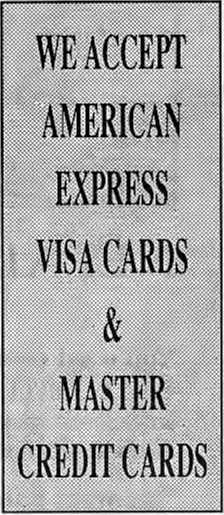 WE ACCEPT
AMERICAN
EXPRESS
VISA CARDS
&
MASTER
CREDIT CARDS